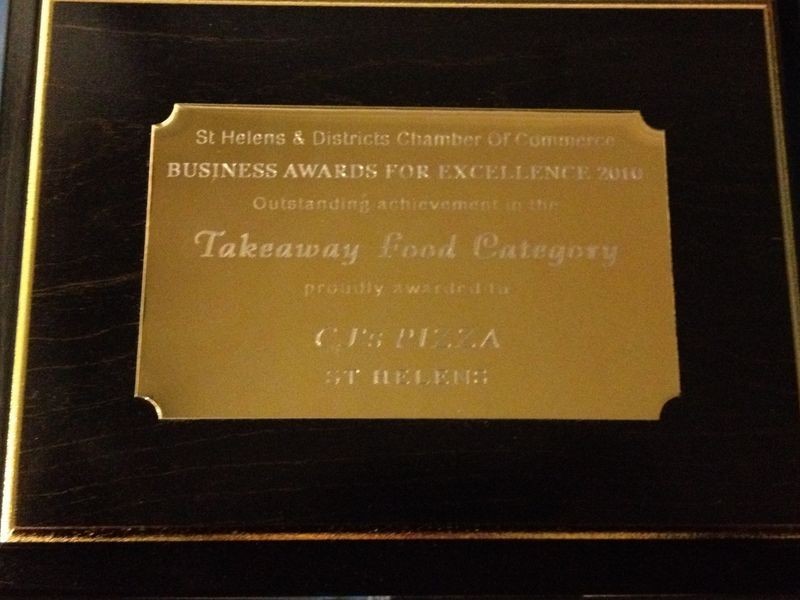 St Helens & Districts Chamber Of Commerce
BUSINESS AWARDS FOR EXCELLENCE 2010
Outstanding achievement in the
Takeaway Food Category
proudly awarded to
CJ's PIZZA
ST HELENS